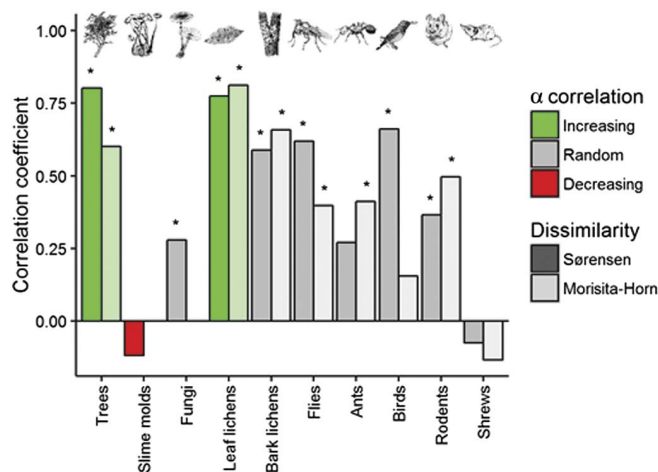 1.00
0.75
0.50
0.25
0.00
Correlation coefficient
* * * * * * * * * * * * *
Trees
Slime molds
Fungi
Leaf lichens
Bark lichens
Flies
Ants
Birds
Rodents
Shrews
α correlation
Increasing
Random
Decreasing
Dissimilarity
Sørensen
Morisita-Horn